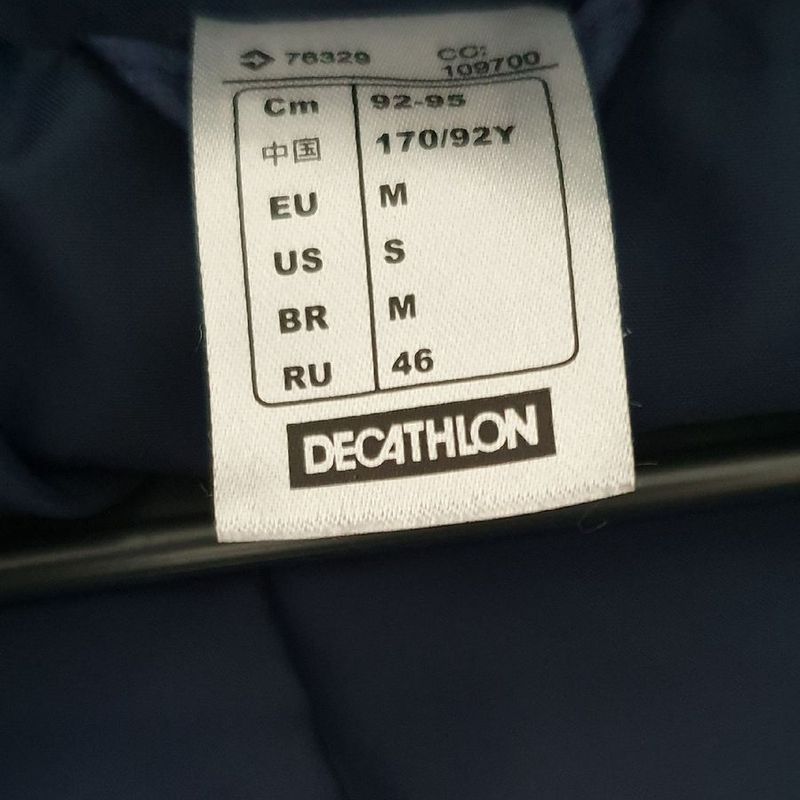 76329 CC:
109700
Cm 92-95
中国 170/92Y
EU M
US S
BR M
RU 46
DECATHLON